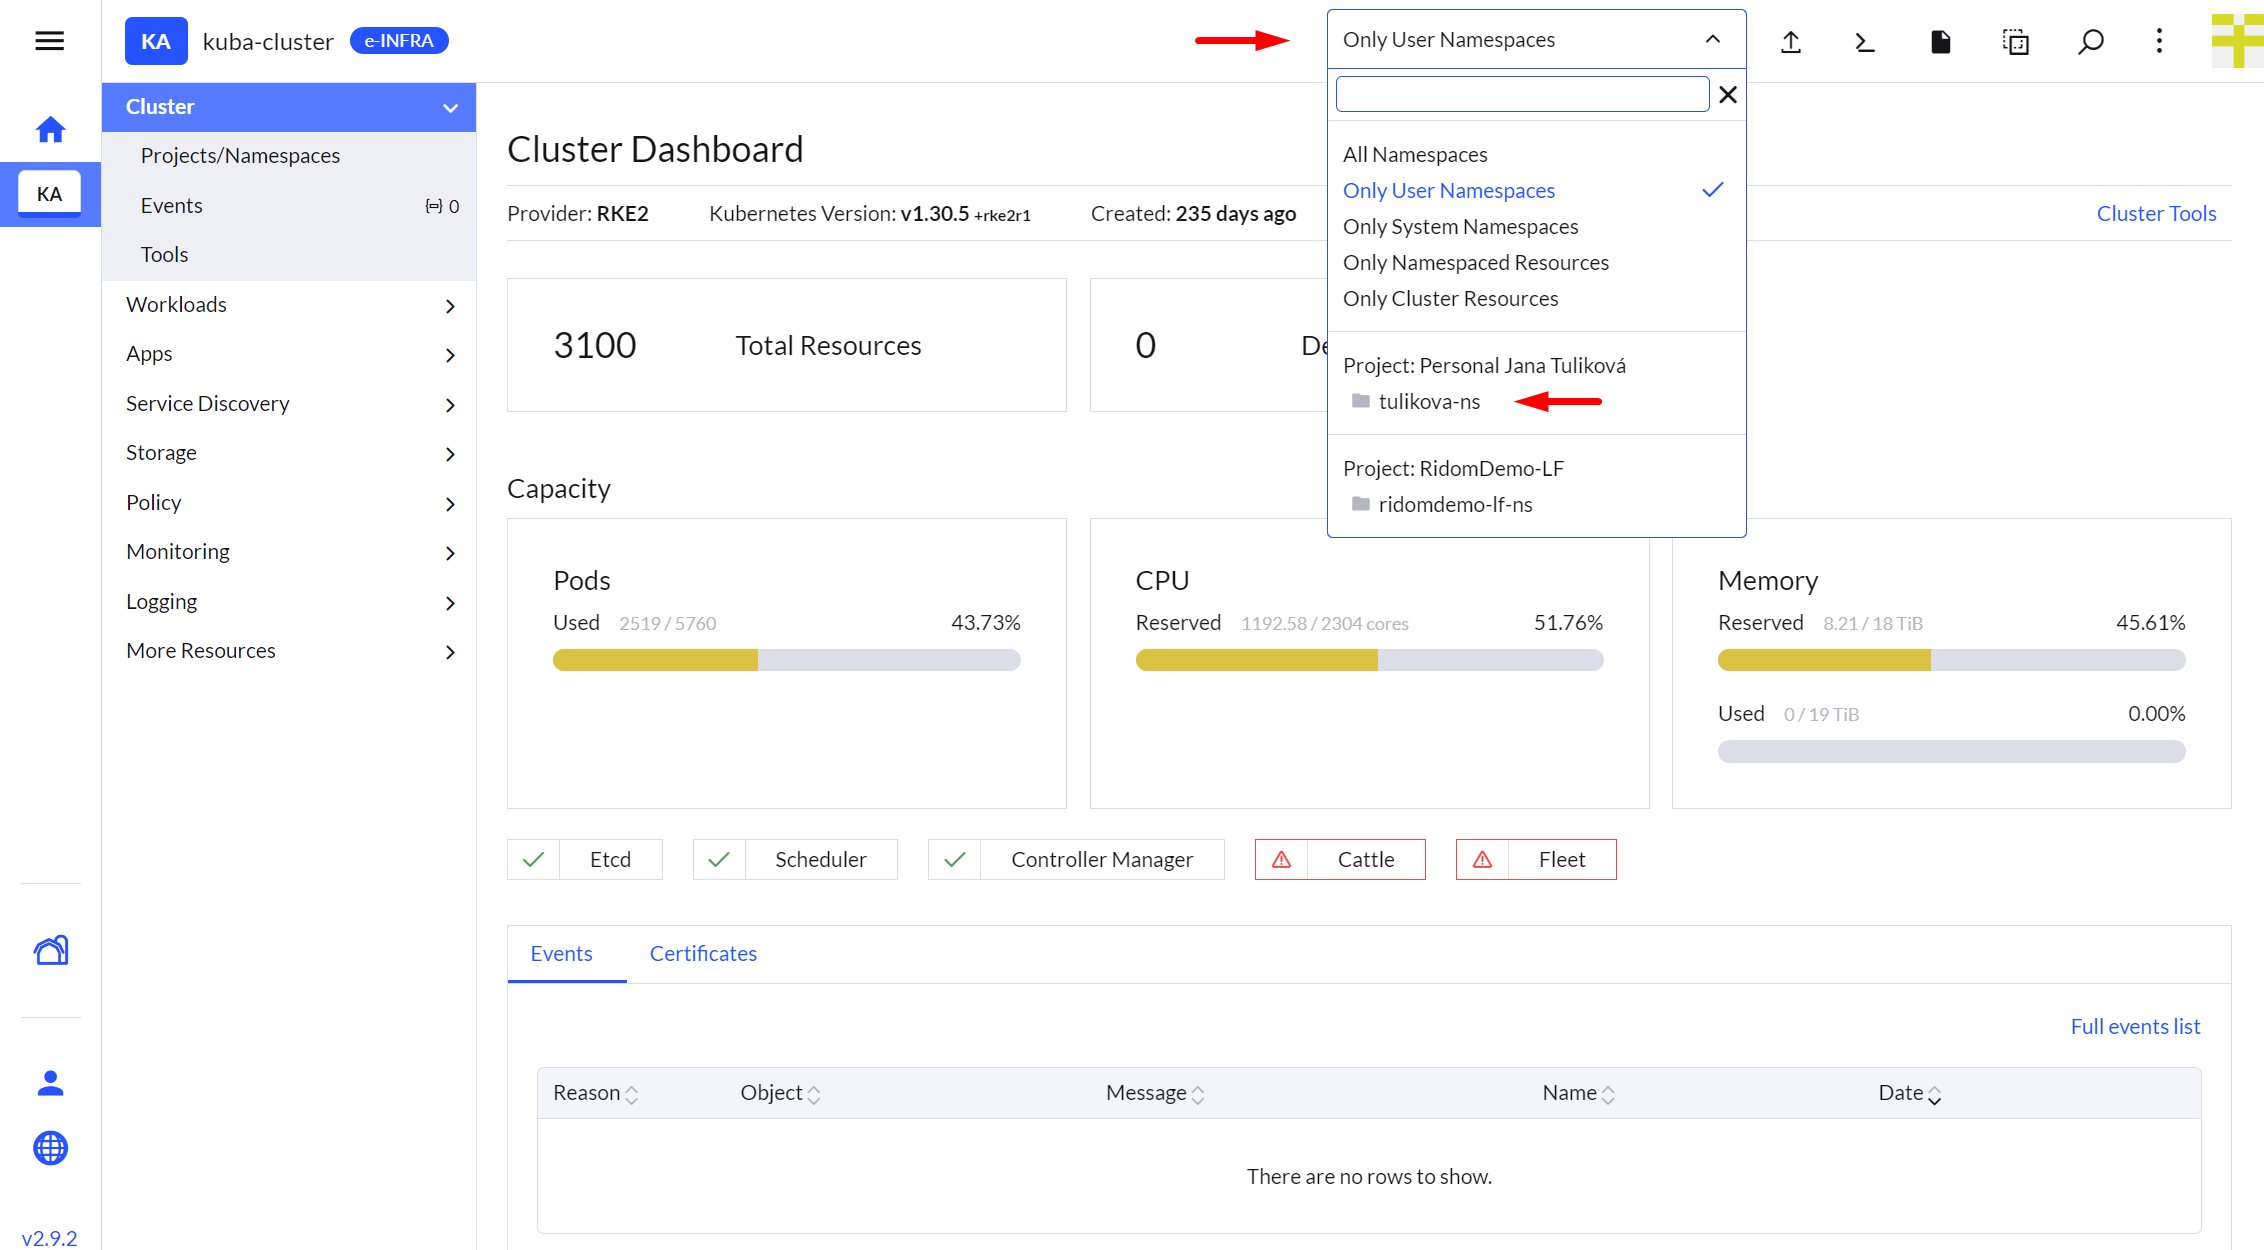 KA kuba-cluster e-INFRA
Only User Namespaces
All Namespaces
Only User Namespaces
Only System Namespaces
Only Namespaced Resources
Only Cluster Resources
Project: Personal Jana Tuliková
tulikova-ns
Project: RidomDemo-LF
ridomdemo-lf-ns
KA
Cluster
Projects/Namespaces
Events 0
Tools
Workloads
Apps
Service Discovery
Storage
Policy
Monitoring
Logging
More Resources
v2.9.2
Cluster Dashboard
Provider: RKE2 Kubernetes Version: v1.30.5 +rke2r1 Created: 235 days ago Cluster Tools
3100 Total Resources
0 De
Capacity
Pods
Used 2519 / 5760 43.73%
CPU
Reserved 1192.58 / 2304 cores 51.76%
Memory
Reserved 8.21 / 18 TiB 45.61%
Used 0 / 19 TiB 0.00%
Etcd Scheduler Controller Manager Cattle Fleet
Events Certificates
Full events list
Reason Object Message Name Date
There are no rows to show.